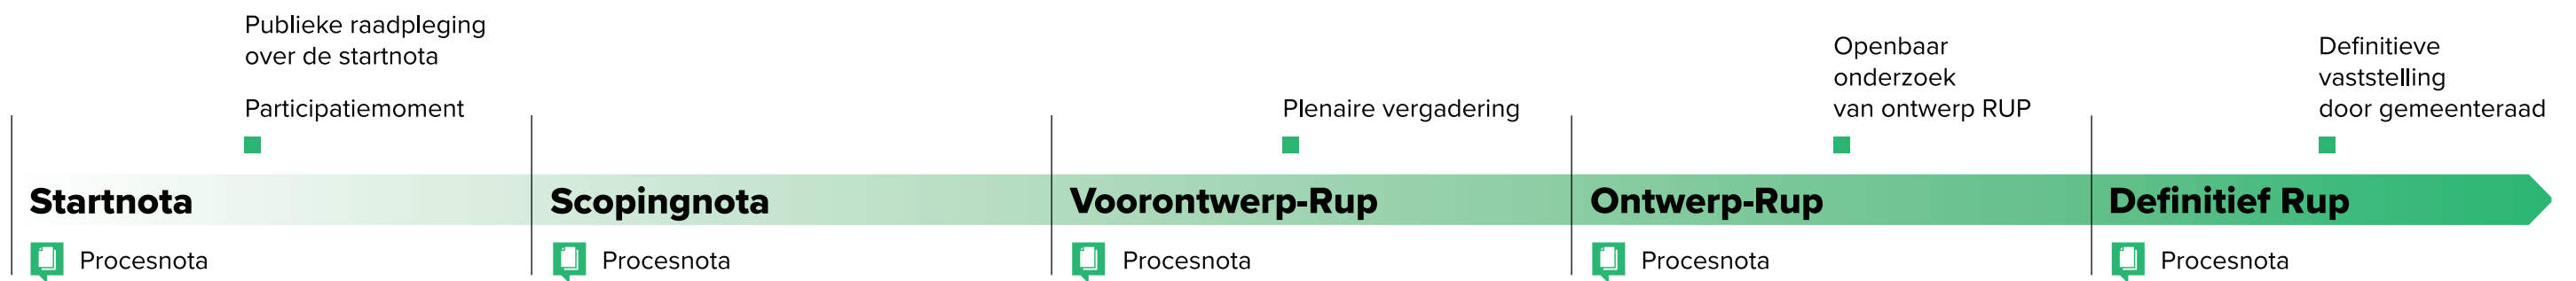 Publieke raadpleging
over de startnota
Participatiemoment
Plenaire vergadering
Openbaar
onderzoek
van ontwerp RUP
Definitieve
vaststelling
door gemeenteraad
Startnota
Scopingnota
Voorontwerp-Rup
Ontwerp-Rup
Definitief Rup
Procesnota
Procesnota
Procesnota
Procesnota
Procesnota